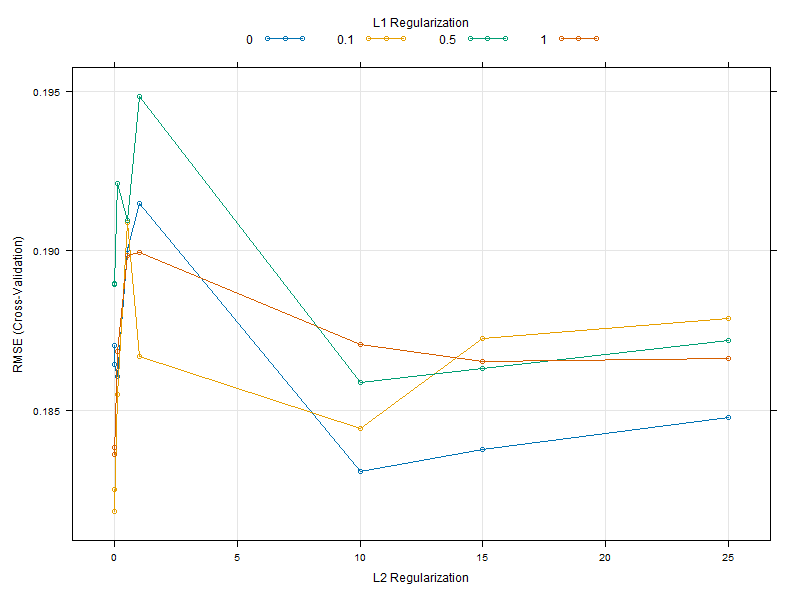 L1 Regularization
0 0.1 0.5 1
0.195
0.190
0.185
RMSE (Cross-Validation)
0 5 10 15 20 25
L2 Regularization